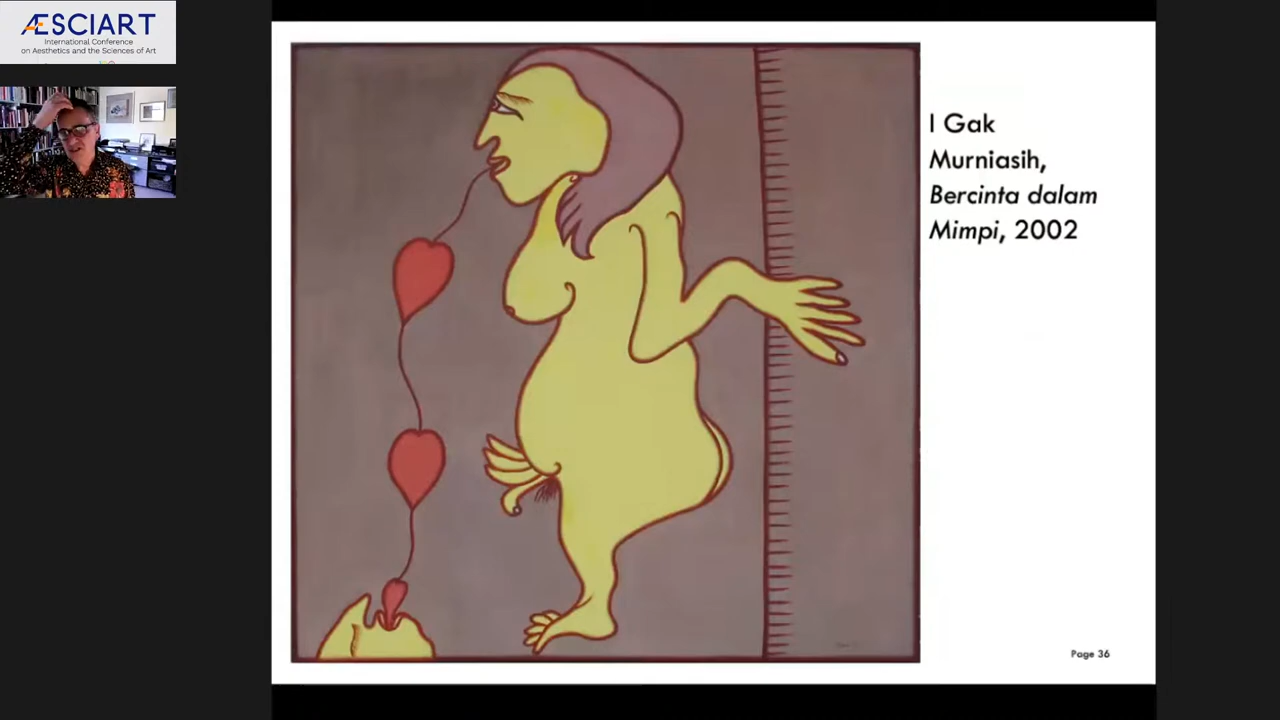 ÆSCIART
International Conference
on Aesthetics and the Sciences of Art
I Gak
Murniasih,
Bercinta dalam
Mimpi, 2002
Page 36